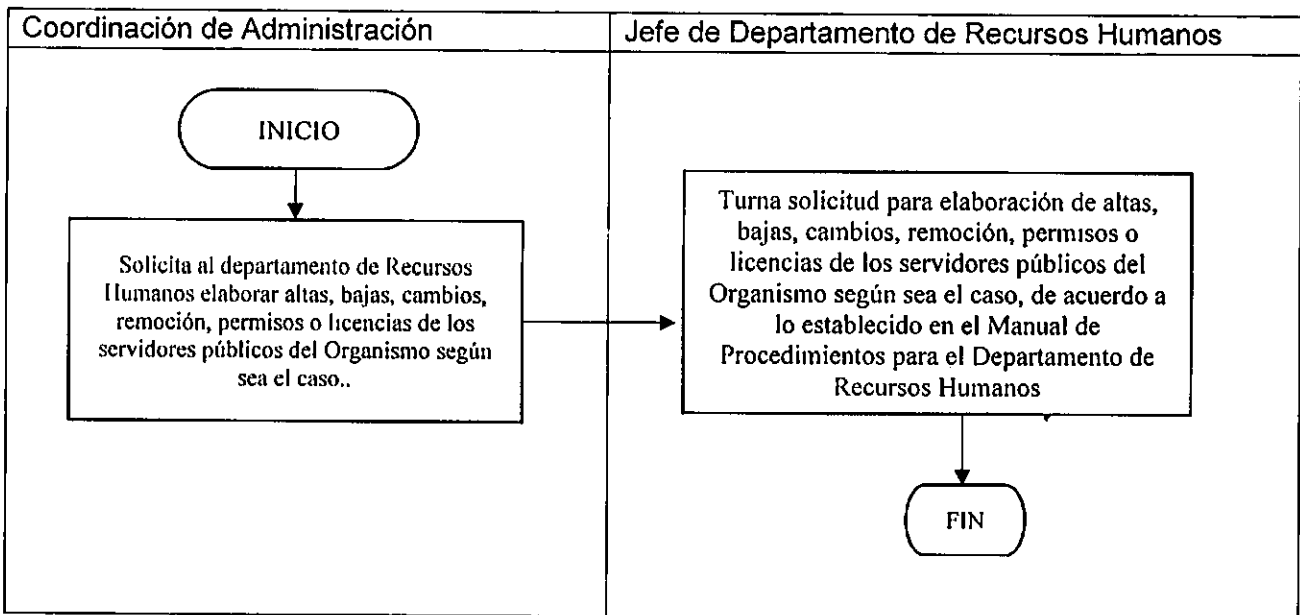 Coordinación de Administración
Jefe de Departamento de Recursos Humanos
INICIO
Solicita al departamento de Recursos
Humanos elaborar altas, bajas, cambios,
remoción, permisos o licencias de los
servidores públicos del Organismo según
sea el caso..
Turna solicitud para elaboración de altas,
bajas, cambios, remoción, permisos o
licencias de los servidores públicos del
Organismo según sea el caso, de acuerdo a
lo establecido en el Manual de
Procedimientos para el Departamento de
Recursos Humanos
FIN